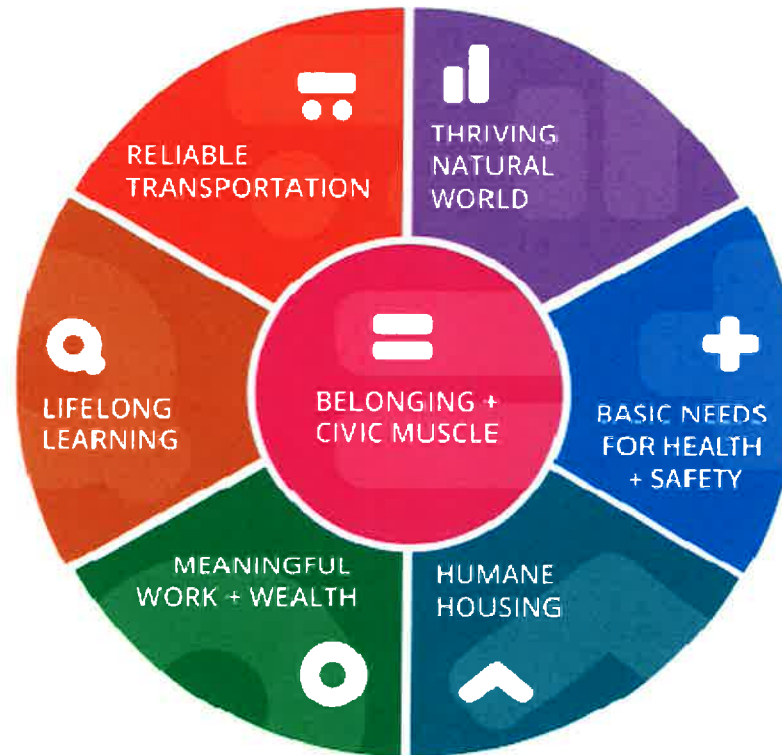 RELIABLE
TRANSPORTATION
THRIVING
NATURAL
WORLD
BASIC NEEDS
FOR HEALTH
+ SAFETY
HUMANE
HOUSING
MEANINGFUL
WORK + WEALTH
LIFELONG
LEARNING
BELONGING +
CIVIC MUSCLE